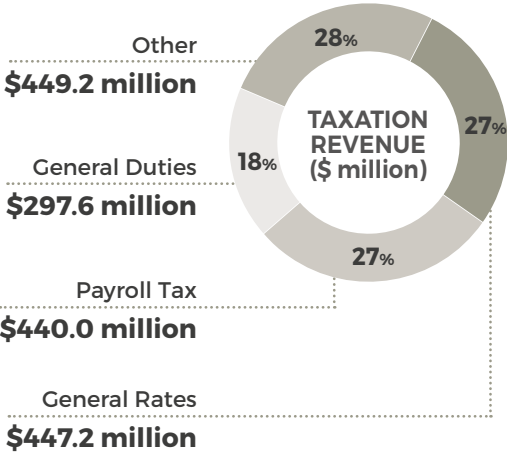 Other
$449.2 million
General Duties
$297.6 million
Payroll Tax
$440.0 million
General Rates
$447.2 million
28%
27%
18%
27%
TAXATION
REVENUE
($ million)